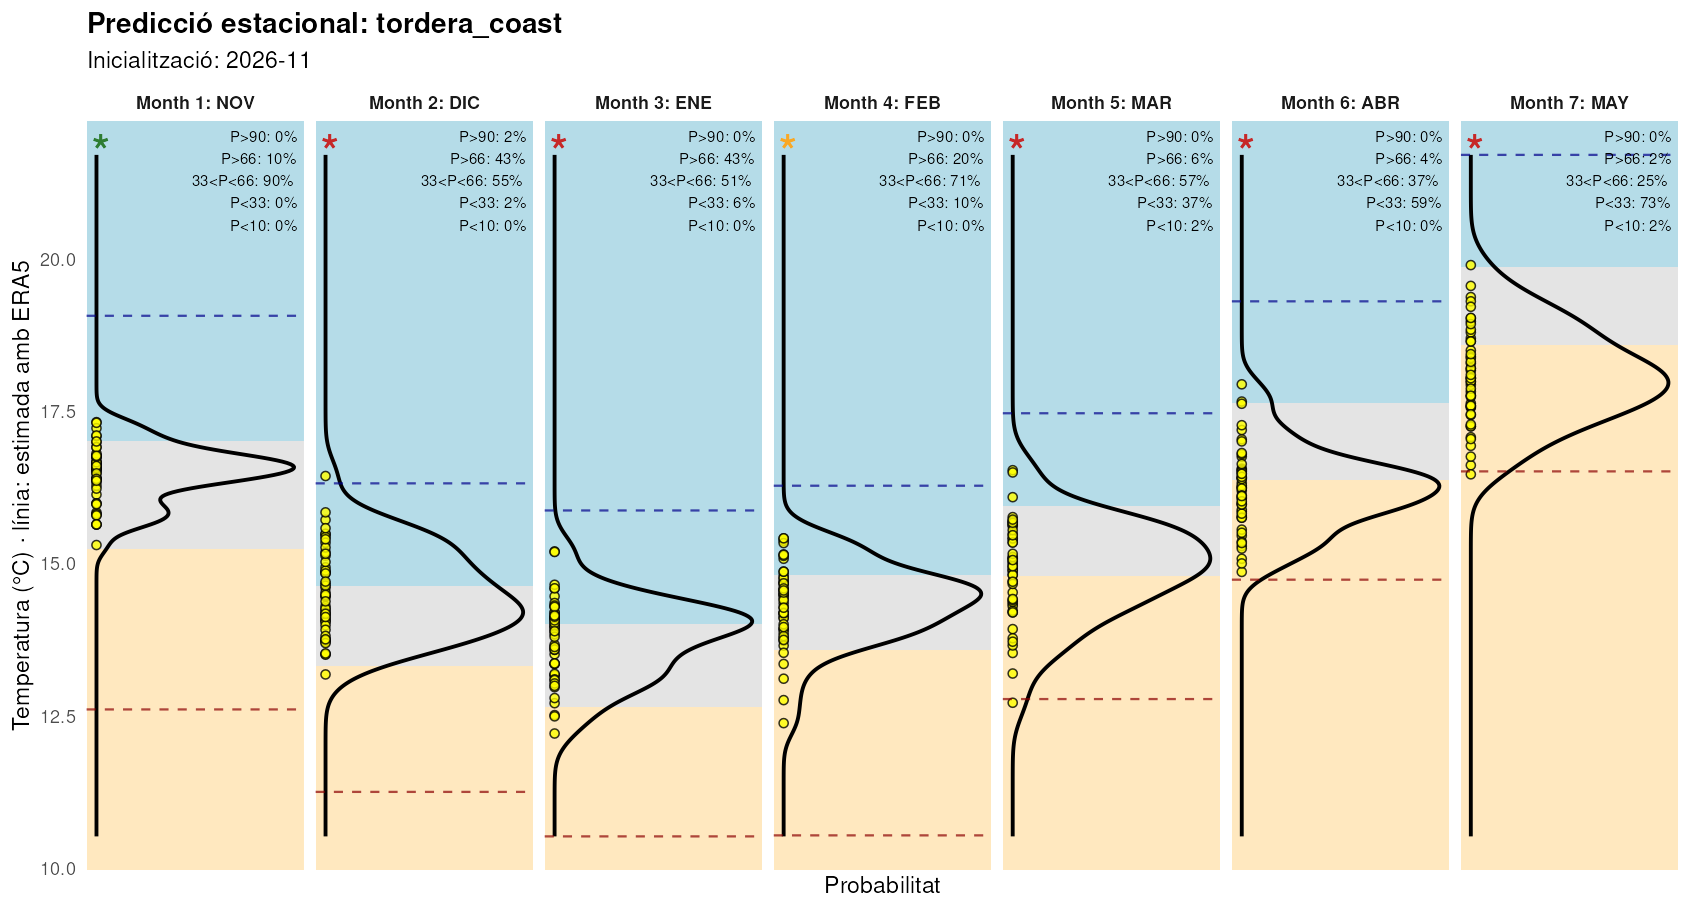 Predicció estacional: tordera_coast
Inicialització: 2026-11
Month 1: NOV
Month 2: DIC
Month 3: ENE
Month 4: FEB
Month 5: MAR
Month 6: ABR
Month 7: MAY
*
P>90: 0%
P>66: 10%
33<P<66: 90%
P<33: 0%
P<10: 0%
*
P>90: 2%
P>66: 43%
33<P<66: 55%
P<33: 2%
P<10: 0%
*
P>90: 0%
P>66: 43%
33<P<66: 51%
P<33: 6%
P<10: 0%
*
P>90: 0%
P>66: 20%
33<P<66: 71%
P<33: 10%
P<10: 0%
*
P>90: 0%
P>66: 6%
33<P<66: 57%
P<33: 37%
P<10: 2%
*
P>90: 0%
P>66: 4%
33<P<66: 37%
P<33: 59%
P<10: 0%
*
P>90: 0%
P>66: 2%
33<P<66: 25%
P<33: 73%
P<10: 2%
Temperatura (°C) · línia: estimada amb ERA5
20.0
17.5
15.0
12.5
10.0
Probabilitat